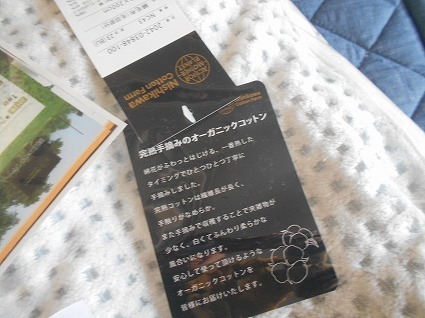 2042-01948-100
Nishikawa
Cotton Farm
完熟手摘みのオーガニックコットン
綿花がふわっとはじける、一番熟した
タイミングでひとつひとつ丁寧に
手摘みしました。
完熟コットンは繊維長が長く、
手触りがなめらか。
また手摘みで収穫することで夾雑物が
少なく、白くてふんわり柔らかな
風合いになります。
安心して使って頂けるような
オーガニックコットンを
皆様にお届けいたします。